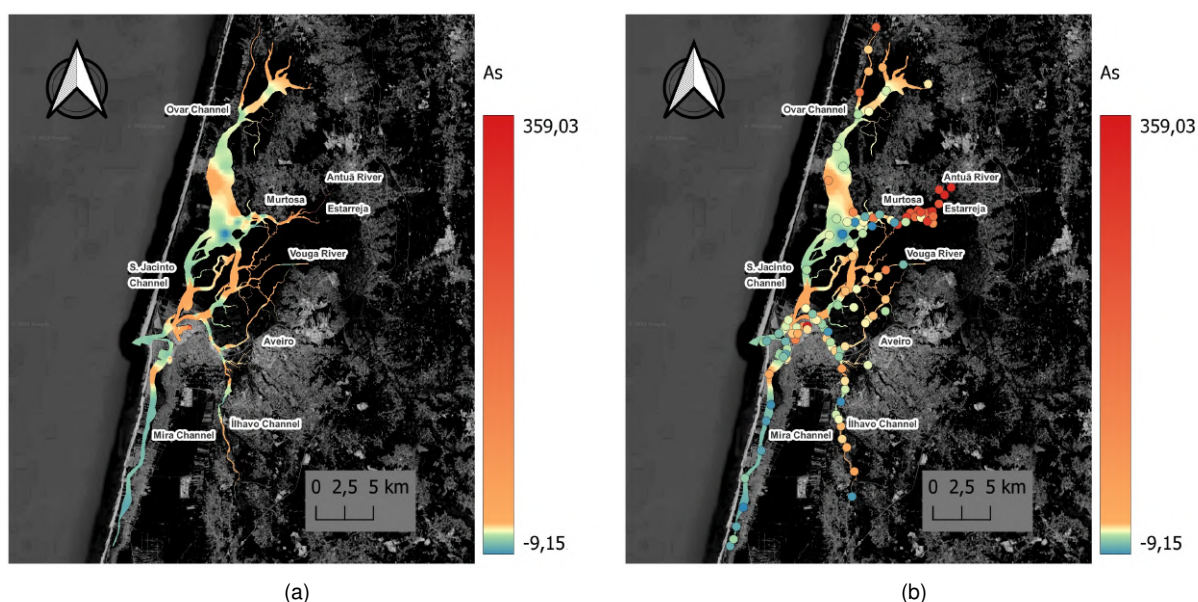 As
359,03
-9,15
Ovar Channel
Antuã River
Murtosa
Estarreja
Vouga River
S. Jacinto
Channel
Aveiro
Ílhavo Channel
Mira Channel
0 2,5 5 km
(a)
As
359,03
-9,15
Ovar Channel
Antuã River
Murtosa
Estarreja
Vouga River
S. Jacinto
Channel
Aveiro
Ílhavo Channel
Mira Channel
0 2,5 5 km
(b)